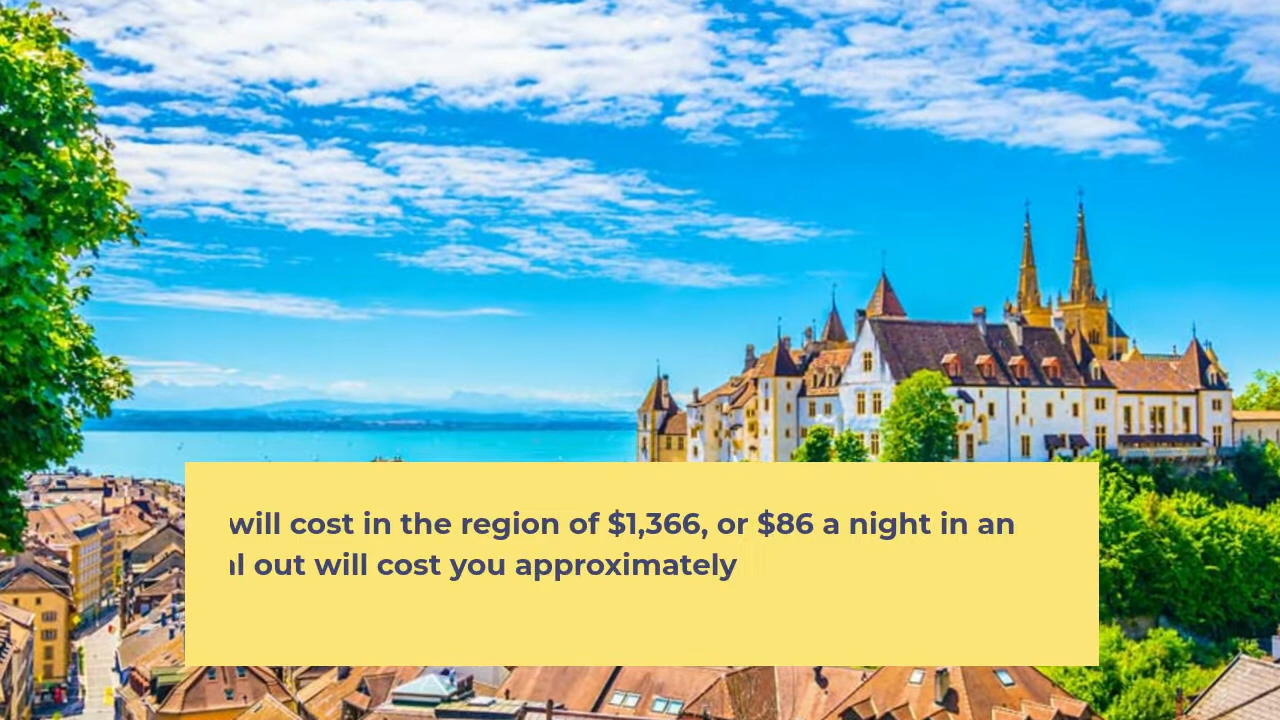 will cost in the region of $1,366, or $86 a night in an
out will cost you approximately